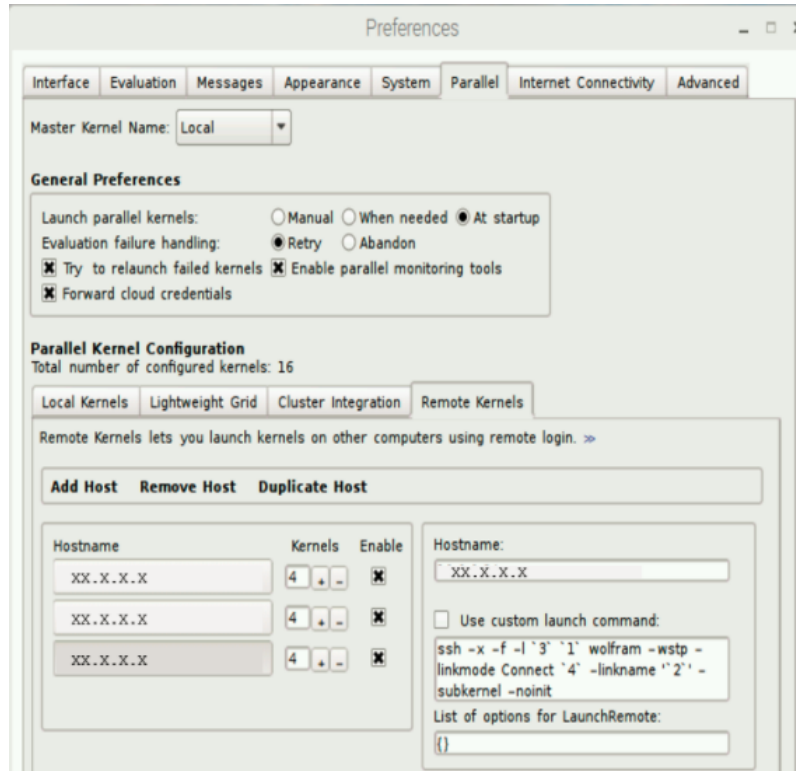 Preferences
Interface Evaluation Messages Appearance System Parallel Internet Connectivity Advanced
Master Kernel Name: Local
General Preferences
Launch parallel kernels: Manual When needed At startup
Evaluation failure handling: Retry Abandon
Try to relaunch failed kernels Enable parallel monitoring tools
Forward cloud credentials
Parallel Kernel Configuration
Total number of configured kernels: 16
Local Kernels Lightweight Grid Cluster Integration Remote Kernels
Remote Kernels lets you launch kernels on other computers using remote login. »
Add Host Remove Host Duplicate Host
Hostname Kernels Enable
XX.X.X.X 4 + -
XX.X.X.X 4 + -
XX.X.X.X 4 + -
Hostname:
XX.X.X.X
Use custom launch command:
ssh -x -f -l `3` `1` wolfram -wstp -
linkmode Connect `4` -linkname '`2`' -
subkernel -noinit
List of options for LaunchRemote:
{}